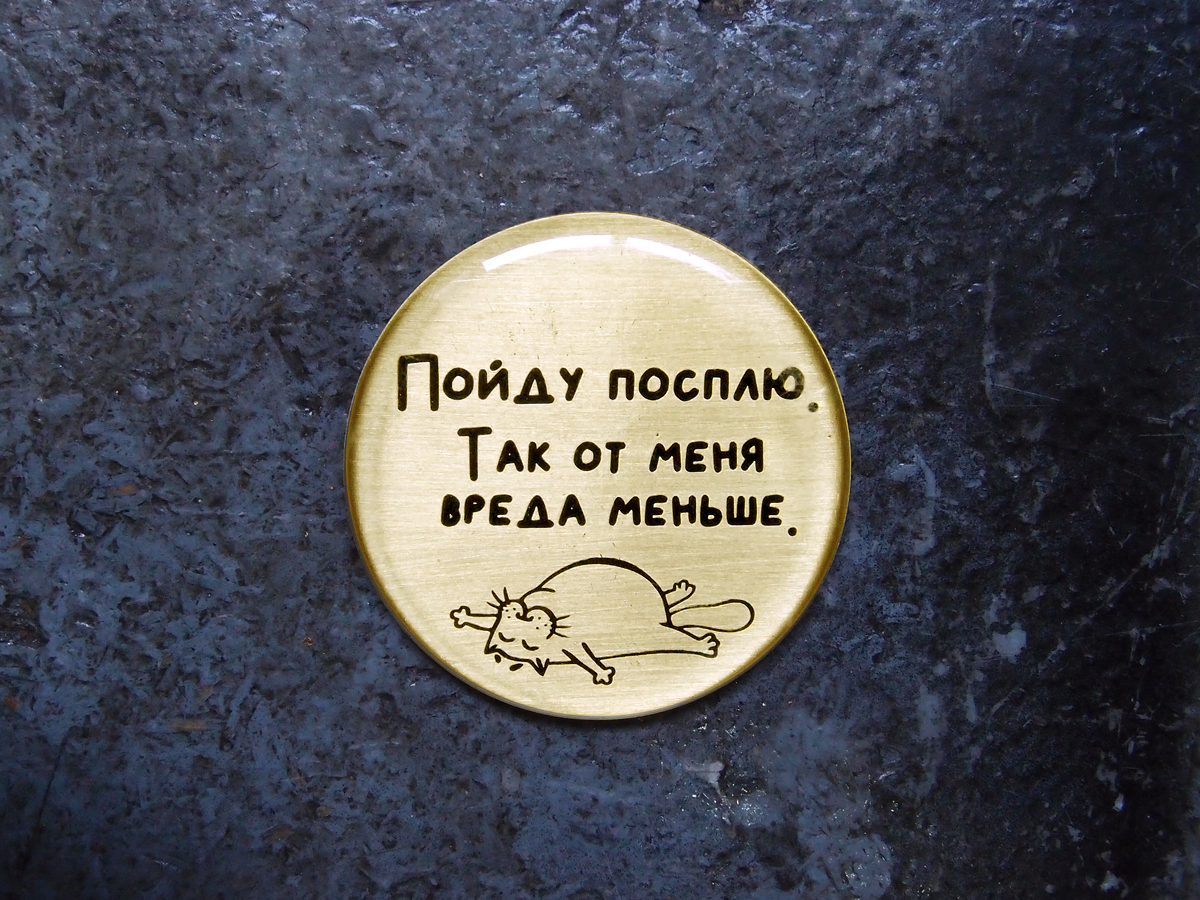 Пойду посплю.
Так от меня
вреда меньше.